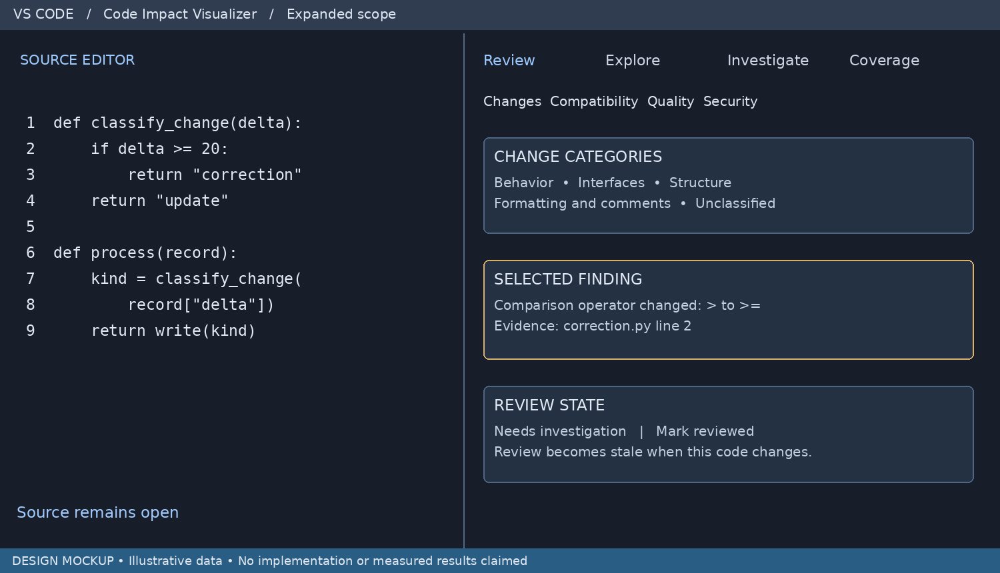 VS CODE / Code Impact Visualizer / Expanded scope
SOURCE EDITOR
1 def classify_change(delta):
2     if delta >= 20:
3         return "correction"
4     return "update"
5
6 def process(record):
7     kind = classify_change(
8         record["delta"])
9     return write(kind)
Source remains open
Review Explore Investigate Coverage
Changes Compatibility Quality Security
CHANGE CATEGORIES
Behavior • Interfaces • Structure
Formatting and comments • Unclassified
SELECTED FINDING
Comparison operator changed: > to >=
Evidence: correction.py line 2
REVIEW STATE
Needs investigation | Mark reviewed
Review becomes stale when this code changes.
DESIGN MOCKUP • Illustrative data • No implementation or measured results claimed